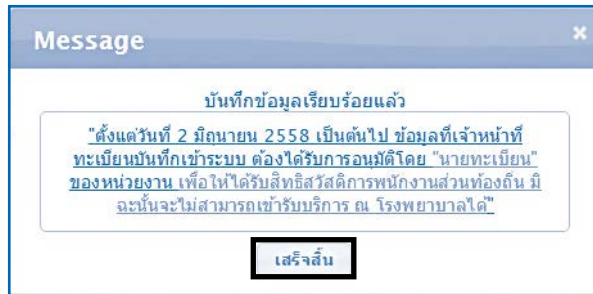 Message
×
บันทึกข้อมูลเรียบร้อยแล้ว
"ตั้งแต่วันที่ 2 มิถุนายน 2558 เป็นต้นไป ข้อมูลที่เจ้าหน้าที่
ทะเบียนบันทึกเข้าระบบ ต้องได้รับการอนุมัติโดย "นายทะเบียน"
ของหน่วยงาน เพื่อให้ได้รับสิทธิสวัสดิการพนักงานส่วนท้องถิ่น มิ
ฉะนั้นจะไม่สามารถเข้ารับบริการ ณ โรงพยาบาลได้"
เสร็จสิ้น